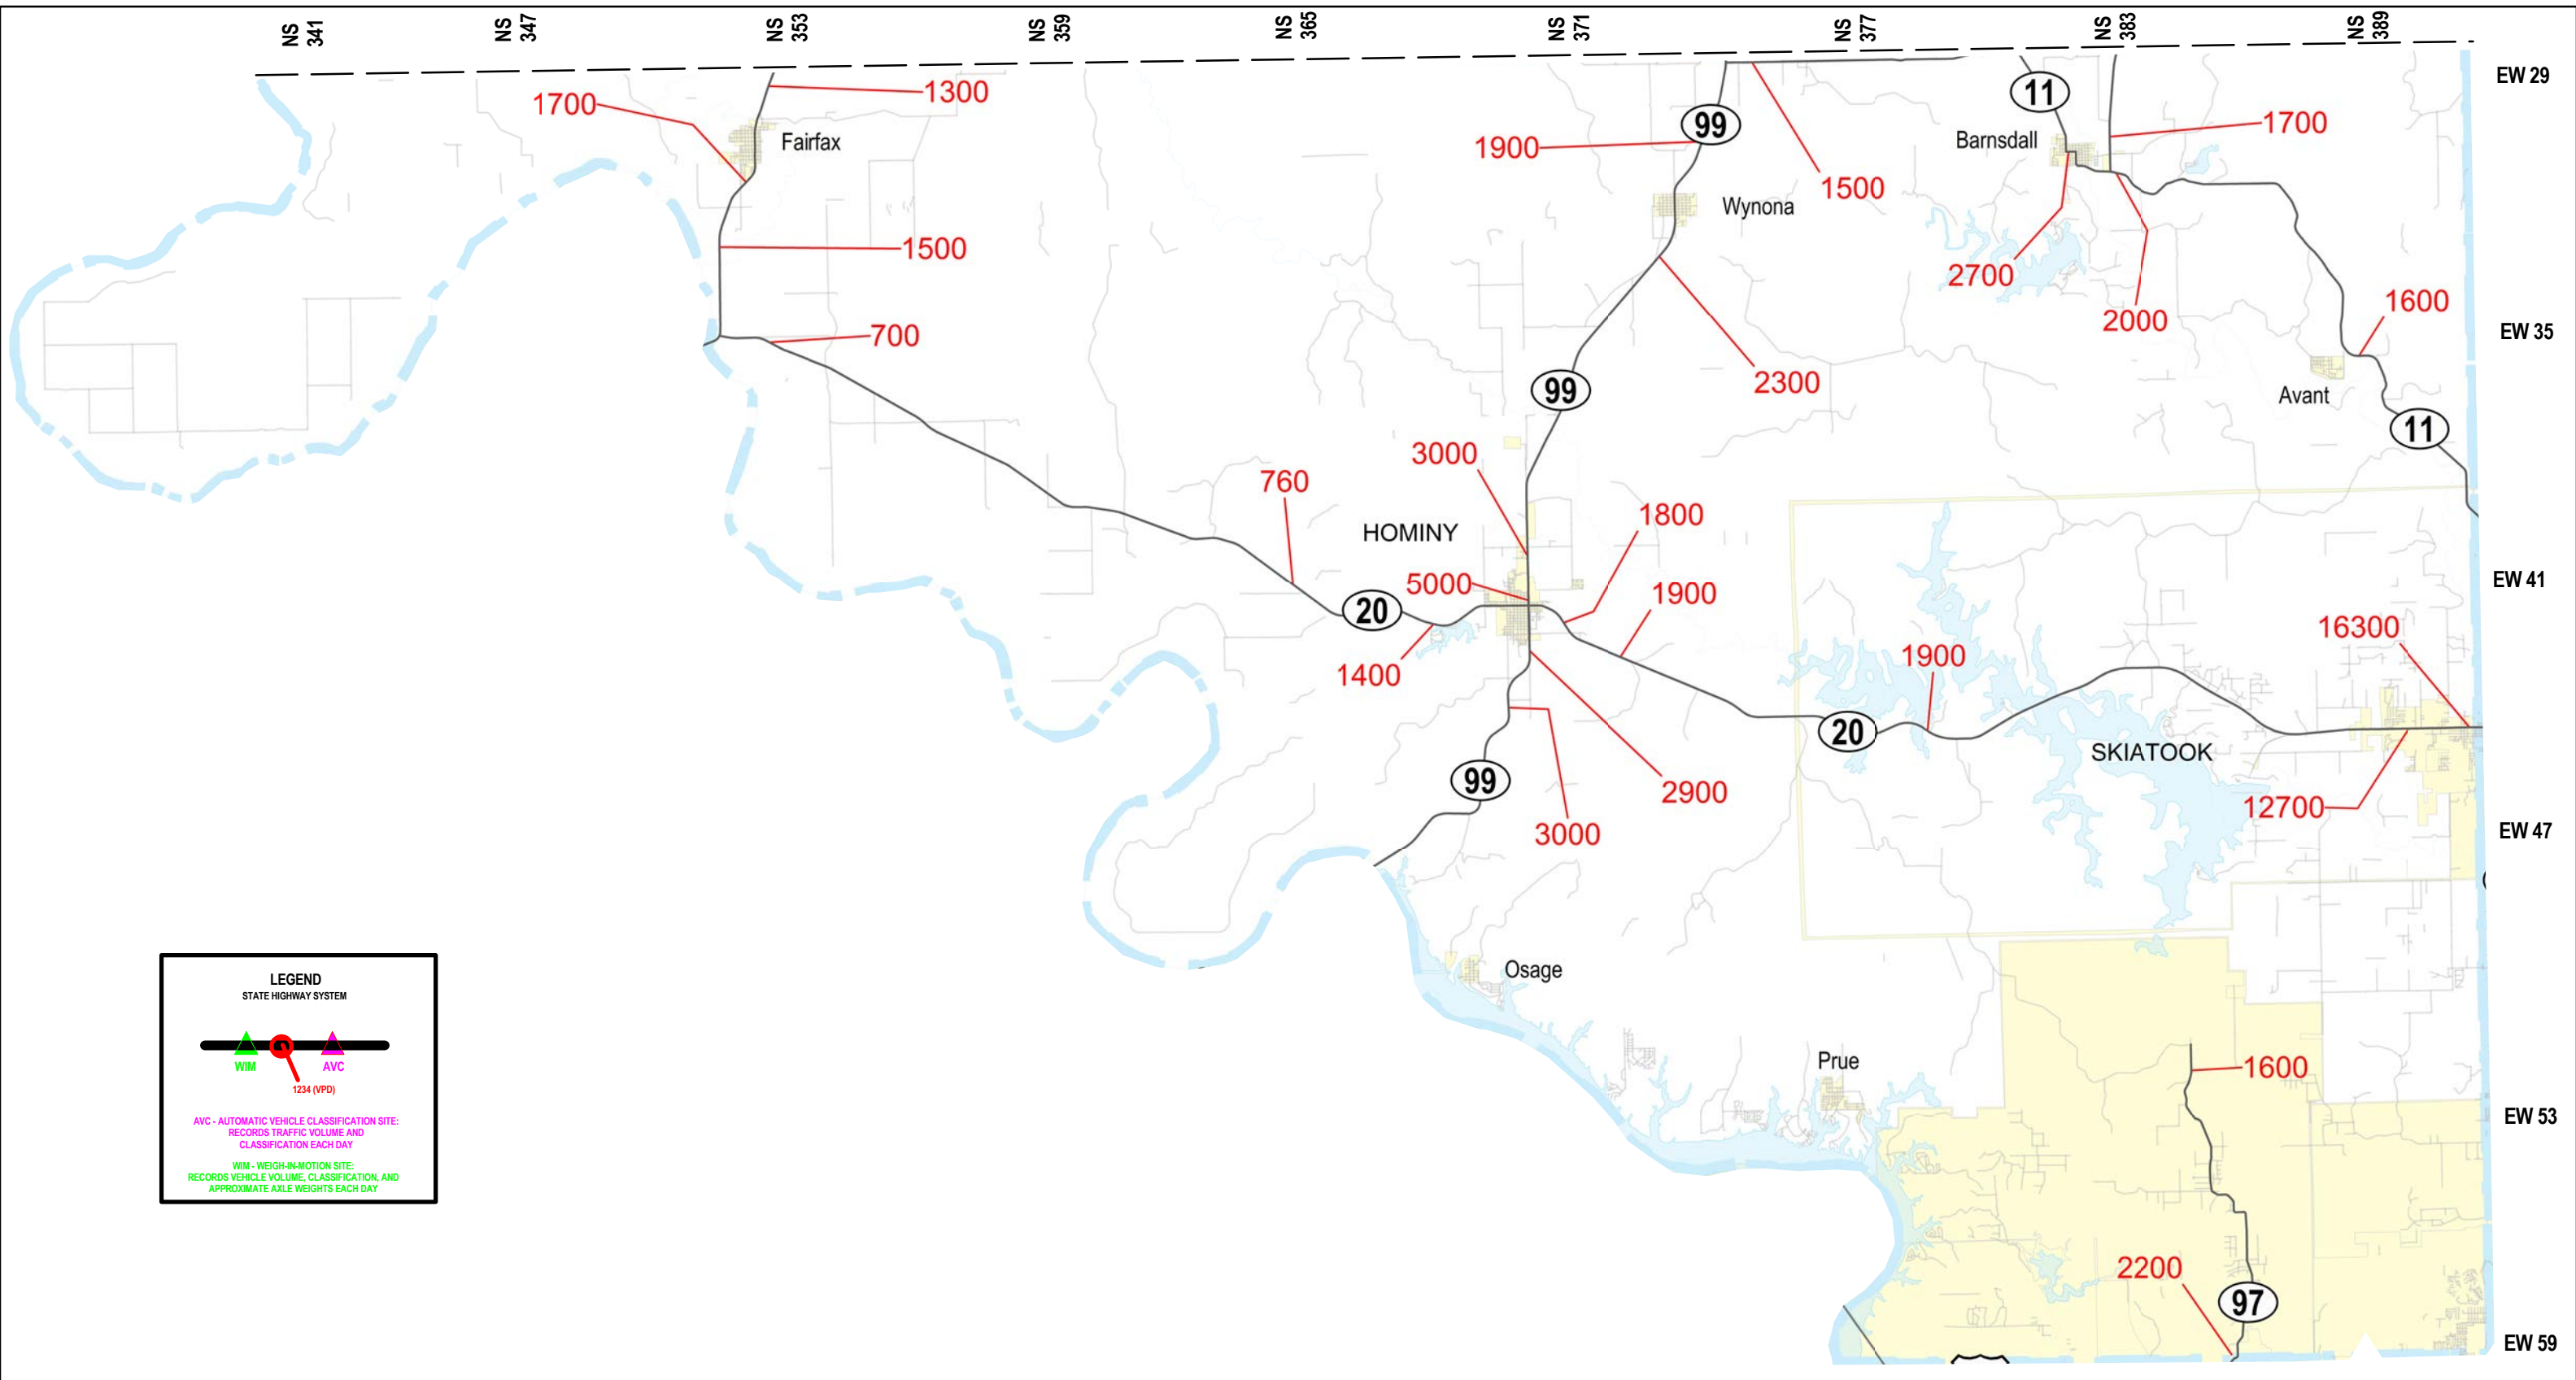 NS 341
NS 347
NS 353
NS 359
NS 365
NS 371
NS 377
NS 383
NS 389
EW 29
EW 35
EW 41
EW 47
EW 53
EW 59
1700
1300
Fairfax
1500
700
99
1900
1500
Wynona
11
Barnsdall
1700
2700
2000
1600
2300
99
Avant
11
3000
760
HOMINY
1800
5000
1900
20
1400
16300
1900
20
SKIATOOK
99
2900
12700
3000
Osage
Prue
1600
2200
97
LEGEND
STATE HIGHWAY SYSTEM
WIM
AVC
1234 (VPD)
AVC - AUTOMATIC VEHICLE CLASSIFICATION SITE:
RECORDS TRAFFIC VOLUME AND
CLASSIFICATION EACH DAY
WIM - WEIGH-IN-MOTION SITE:
RECORDS VEHICLE VOLUME, CLASSIFICATION, AND
APPROXIMATE AXLE WEIGHTS EACH DAY